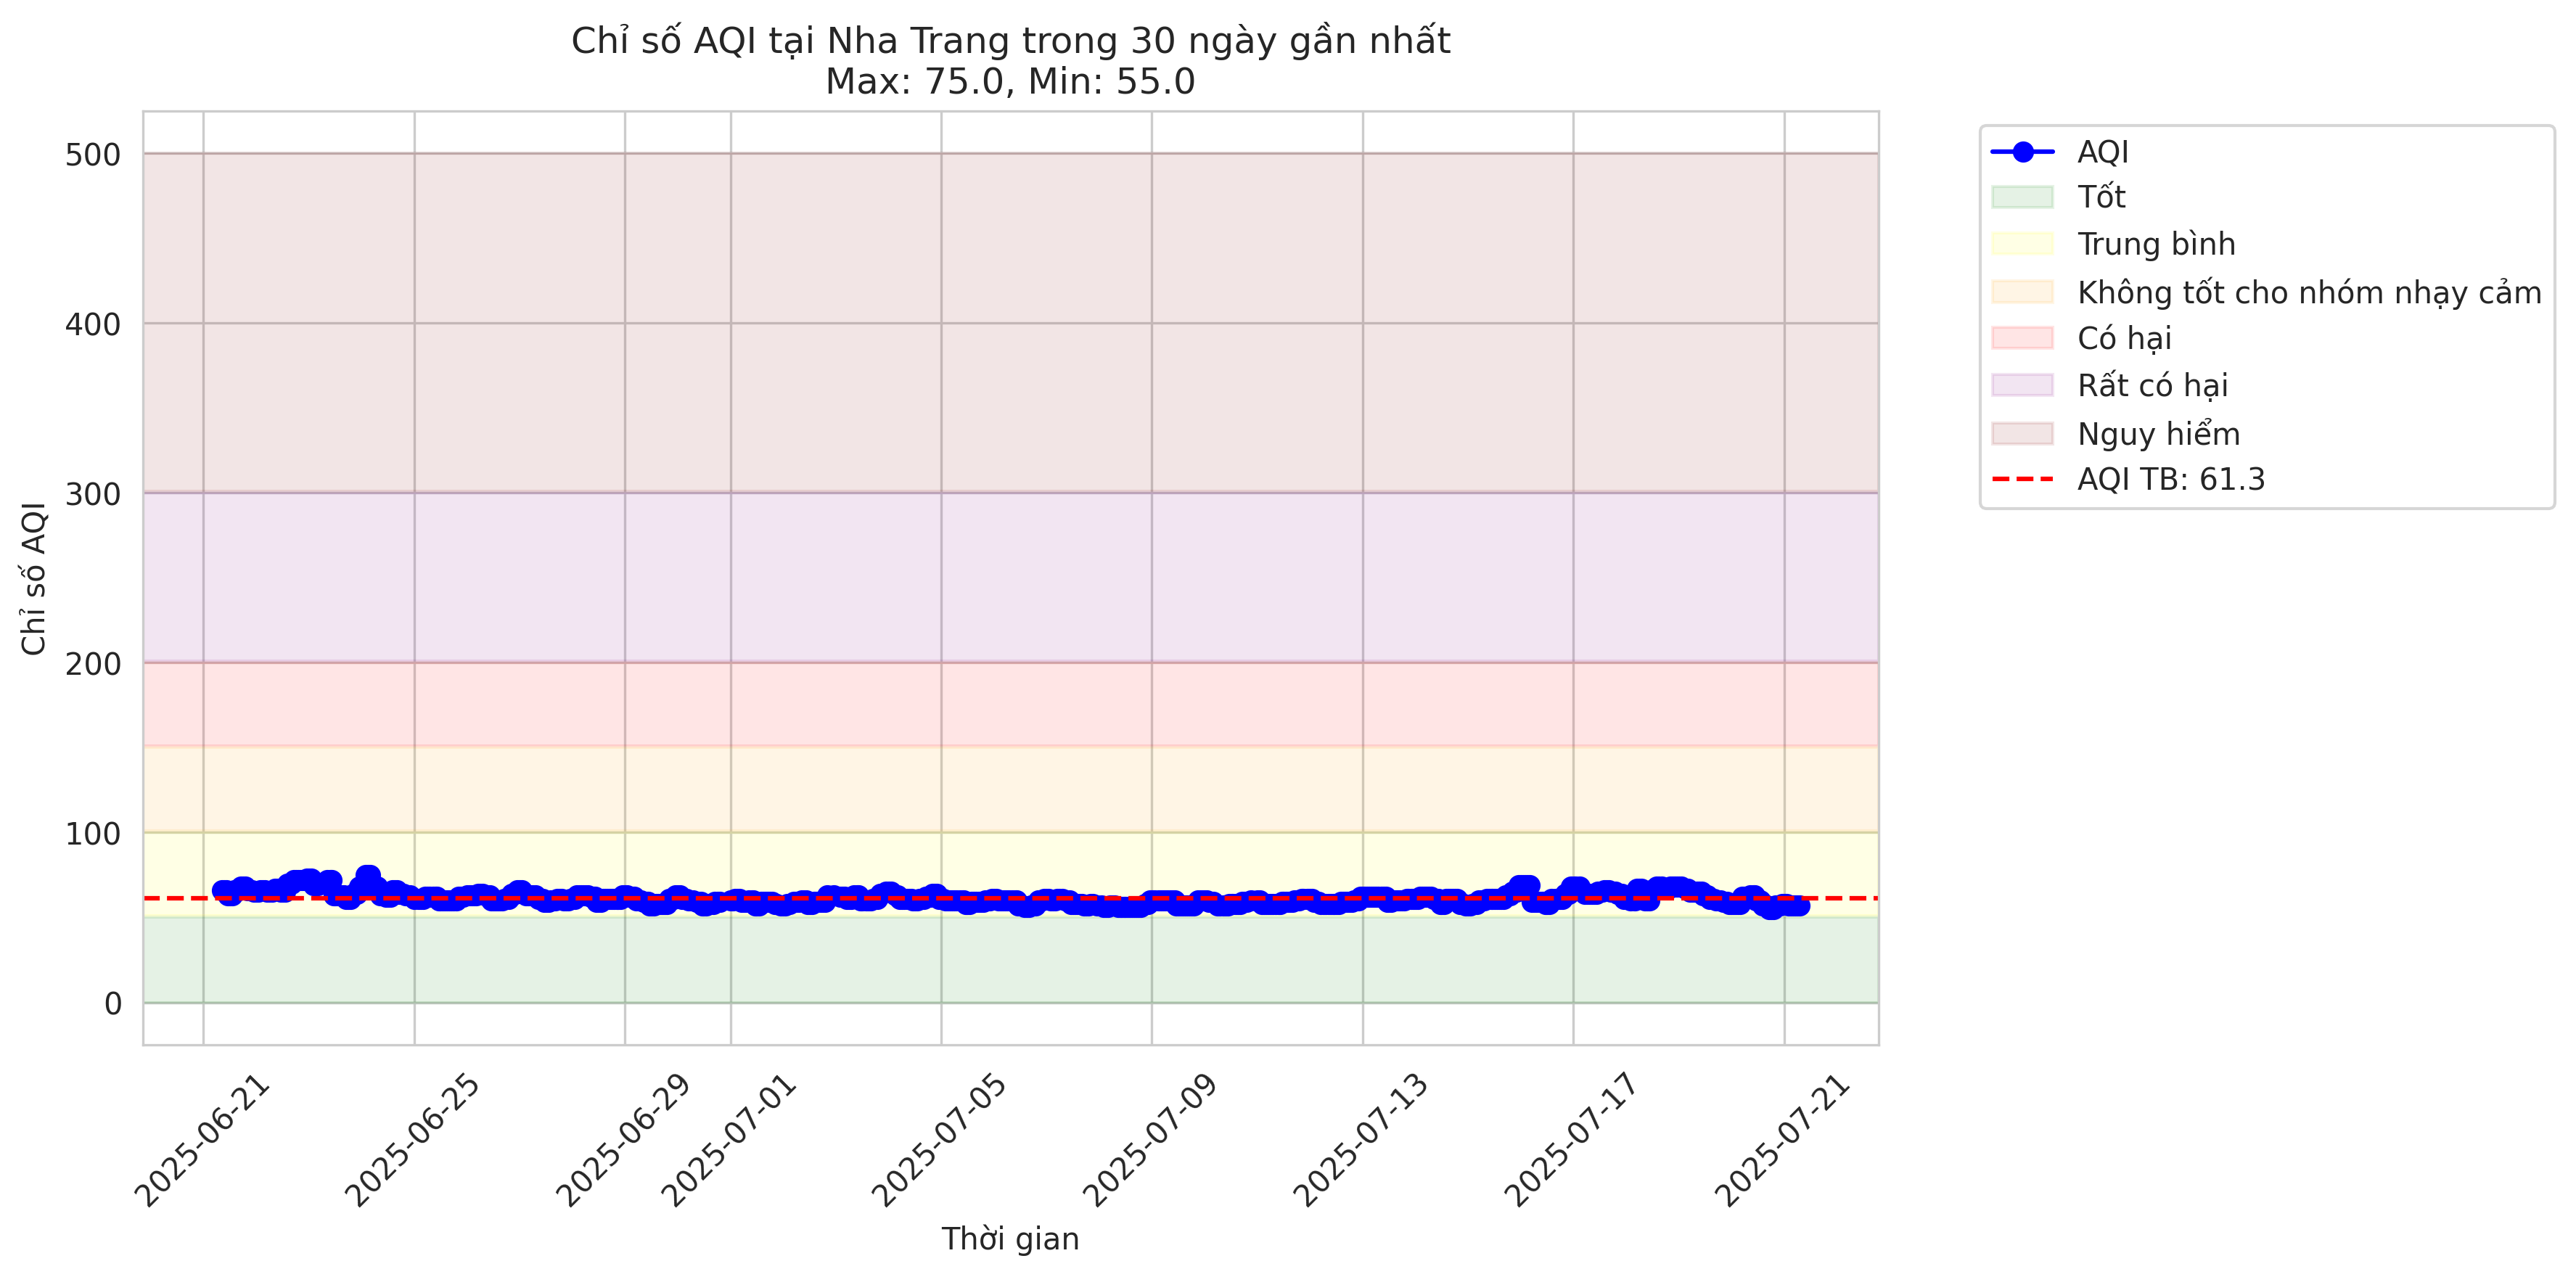 Chỉ số AQI tại Nha Trang trong 30 ngày gần nhất
Max: 75.0, Min: 55.0
Chỉ số AQI
500
400
300
200
100
0
2025-06-21
2025-06-25
2025-06-29
2025-07-01
2025-07-05
2025-07-09
2025-07-13
2025-07-17
2025-07-21
Thời gian
AQI
Tốt
Trung bình
Không tốt cho nhóm nhạy cảm
Có hại
Rất có hại
Nguy hiểm
AQI TB: 61.3